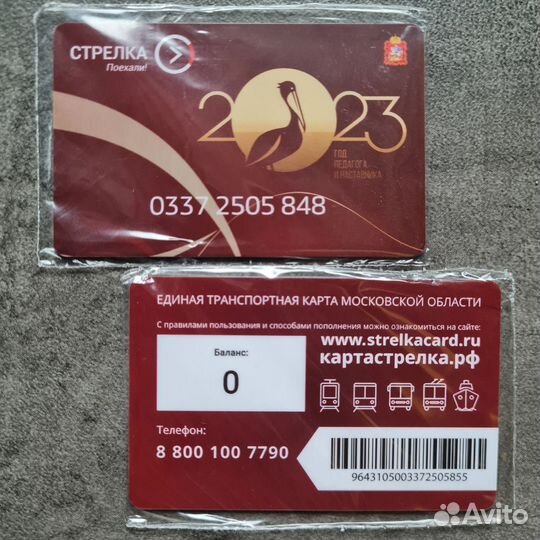 СТРЕЛКА
Поехали!
2023
ГОД
ПЕДАГОГА
И НАСТАВНИКА
0337 2505 848
ЕДИНАЯ ТРАНСПОРТНАЯ КАРТА МОСКОВСКОЙ ОБЛАСТИ
С правилами пользования и способами пополнения можно ознакомиться на сайте:
www.strelkacard.ru
картастрелка.рф
Баланс:
0
Телефон:
8 800 100 7790
9643105003372505855
Avito